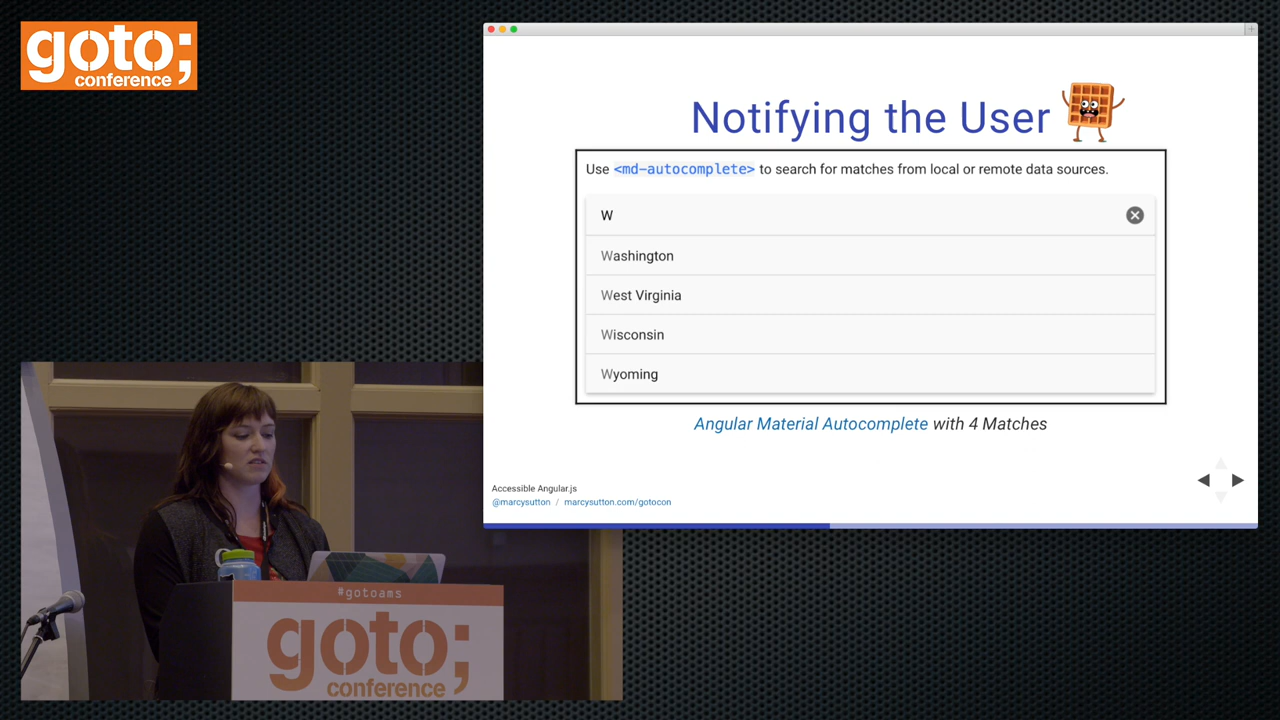 goto;
conference
Notifying the User
Use <md-autocomplete> to search for matches from local or remote data sources.
W
Washington
West Virginia
Wisconsin
Wyoming
Angular Material Autocomplete with 4 Matches
Accessible Angular.js
@marcysutton / marcysutton.com/gotocon
#gotoams
goto;
conference